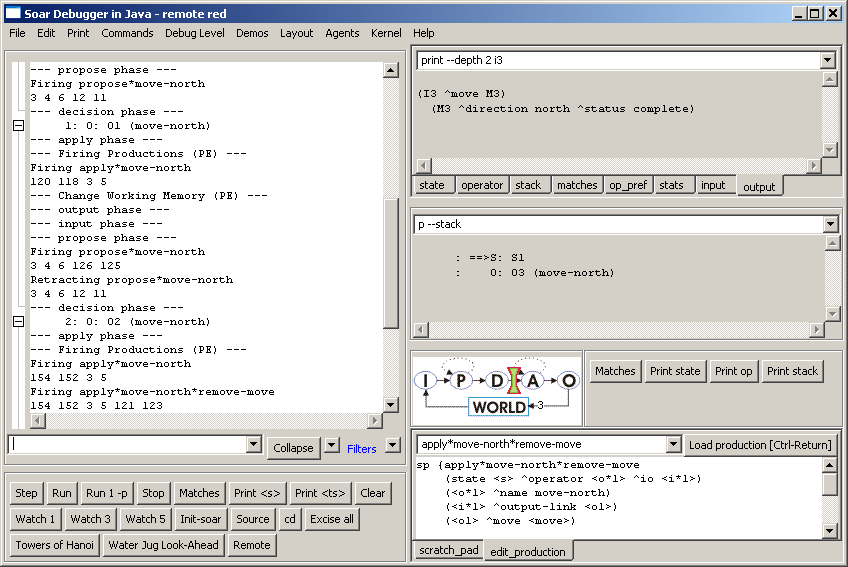 Soar Debugger in Java - remote red
File Edit Print Commands Debug Level Demos Layout Agents Kernel Help
--- propose phase ---
Firing propose*move-north
3 4 6 12 11
--- decision phase ---
1: O: O1 (move-north)
--- apply phase ---
--- Firing Productions (PE) ---
Firing apply*move-north
120 118 3 5
--- Change Working Memory (PE) ---
--- output phase ---
--- input phase ---
--- propose phase ---
Firing propose*move-north
3 4 6 126 125
Retracting propose*move-north
3 4 6 12 11
--- decision phase ---
2: O: O2 (move-north)
--- apply phase ---
--- Firing Productions (PE) ---
Firing apply*move-north
154 152 3 5
Firing apply*move-north*remove-move
154 152 3 5 121 123
Collapse
Filters
Step Run Run 1 -p Stop Matches Print <s> Print <ts> Clear
Watch 1 Watch 3 Watch 5 Init-soar Source cd Excise all
Towers of Hanoi Water Jug Look-Ahead Remote
print --depth 2 i3
(I3 ^move M3)
(M3 ^direction north ^status complete)
state operator stack matches op_pref stats input output
p --stack
: ==>S: S1
: O: O3 (move-north)
I P D A O
WORLD 3
Matches Print state Print op Print stack
apply*move-north*remove-move
Load production [Ctrl-Return]
sp {apply*move-north*remove-move
(state <s> ^operator <o*1> ^io <i*1>)
(<o*1> ^name move-north)
(<i*1> ^output-link <ol>)
(<ol> ^move <move>)
scratch_pad edit_production